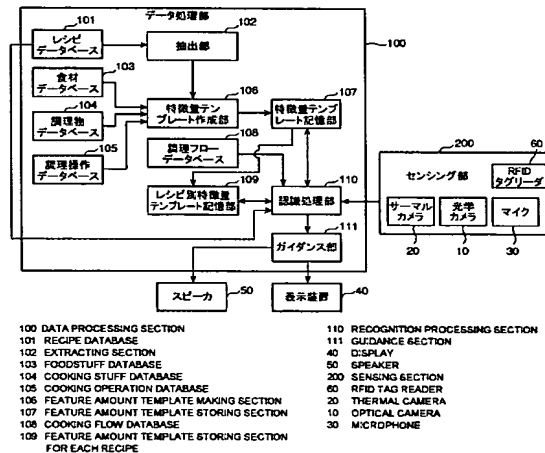 データ処理部
101
レシピ
データベース
102
抽出部
100
103
食材
データベース
104
調理物
データベース
105
調理操作
データベース
106
特徴量テン
プレート作成部
107
特徴量テンプ
レート記憶部
108
調理フロー
データベース
109
レシピ別特徴量
テンプレート記憶部
110
認識処理部
111
ガイダンス部
200
センシング部
60
RFID
タグリーダ
サーマル
カメラ
光学
カメラ
マイク
20
10
30
スピーカ
50
表示装置
40
100 DATA PROCESSING SECTION
101 RECIPE DATABASE
102 EXTRACTING SECTION
103 FOODSTUFF DATABASE
104 COOKING STUFF DATABASE
105 COOKING OPERATION DATABASE
106 FEATURE AMOUNT TEMPLATE MAKING SECTION
107 FEATURE AMOUNT TEMPLATE STORING SECTION
108 COOKING FLOW DATABASE
109 FEATURE AMOUNT TEMPLATE STORING SECTION
FOR EACH RECIPE
110 RECOGNITION PROCESSING SECTION
111 GUIDANCE SECTION
40 DISPLAY
50 SPEAKER
200 SENSING SECTION
60 RFID TAG READER
20 THERMAL CAMERA
10 OPTICAL CAMERA
30 MICROPHONE